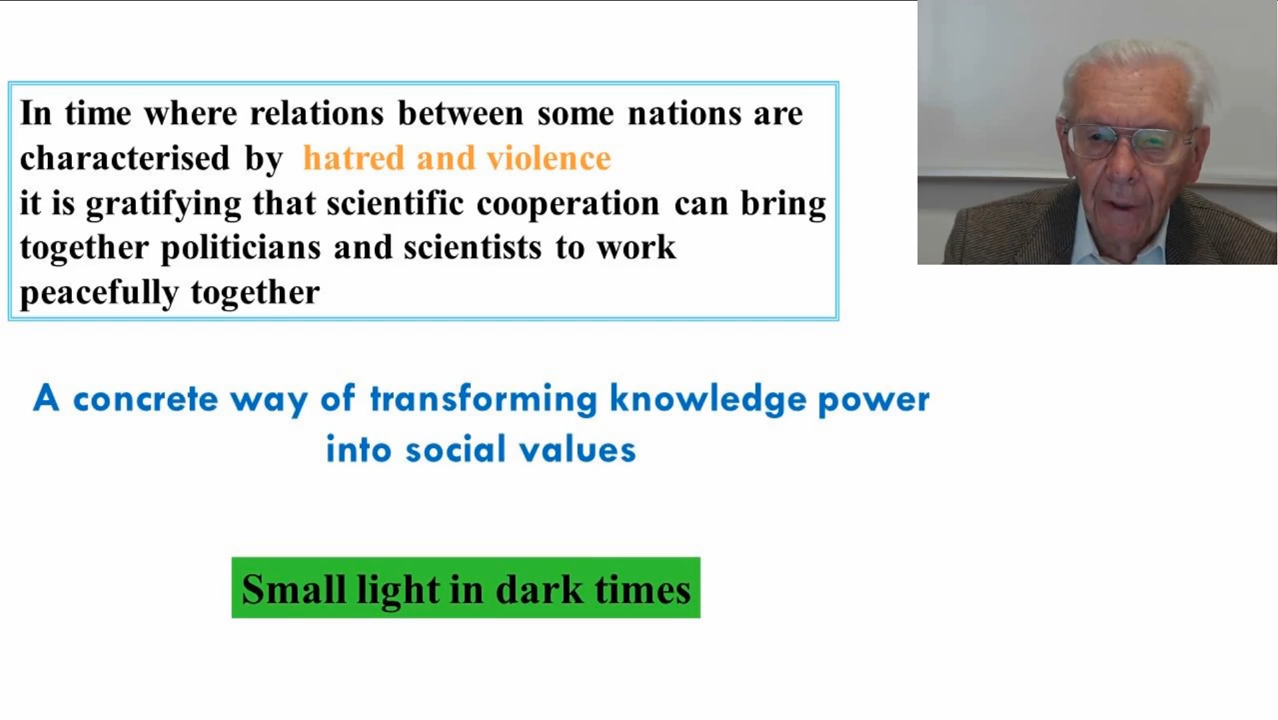 In time where relations between some nations are
characterised by hatred and violence
it is gratifying that scientific cooperation can bring
together politicians and scientists to work
peacefully together
A concrete way of transforming knowledge power
into social values
Small light in dark times